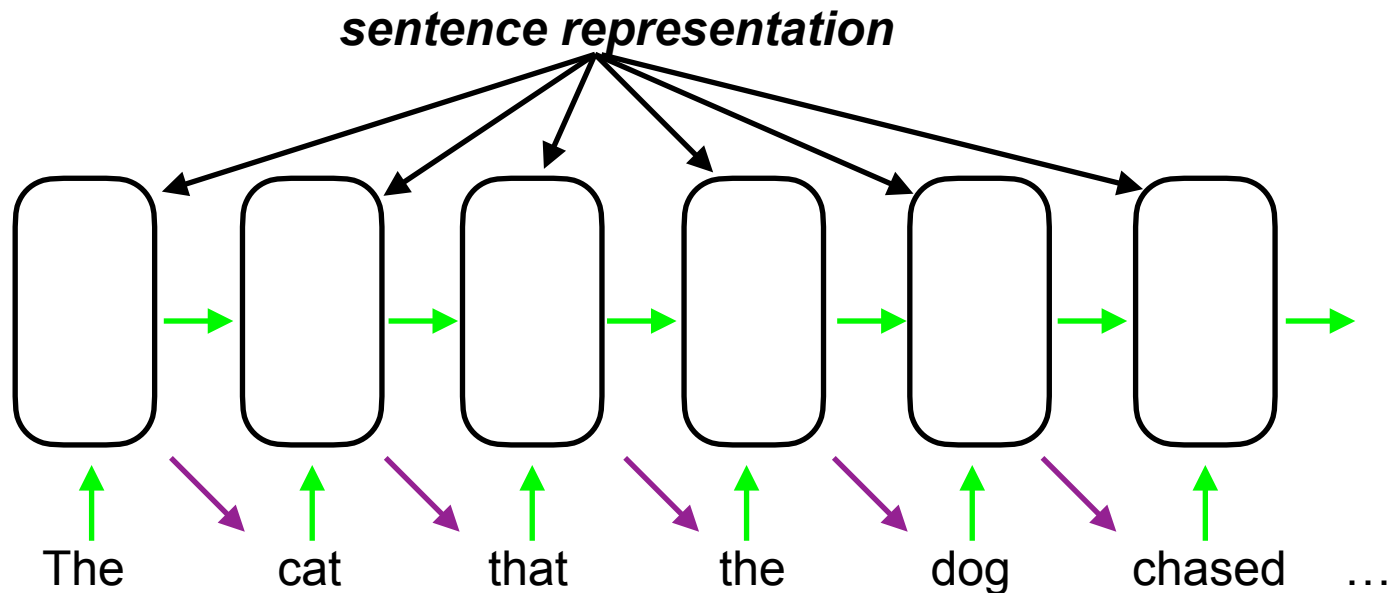 sentence representation
The cat that the dog chased …